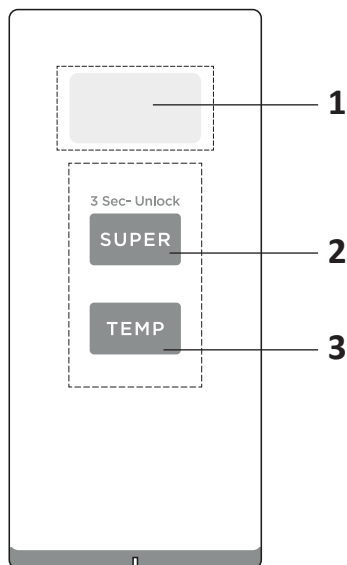 1
3 Sec- Unlock
SUPER
2
TEMP
3